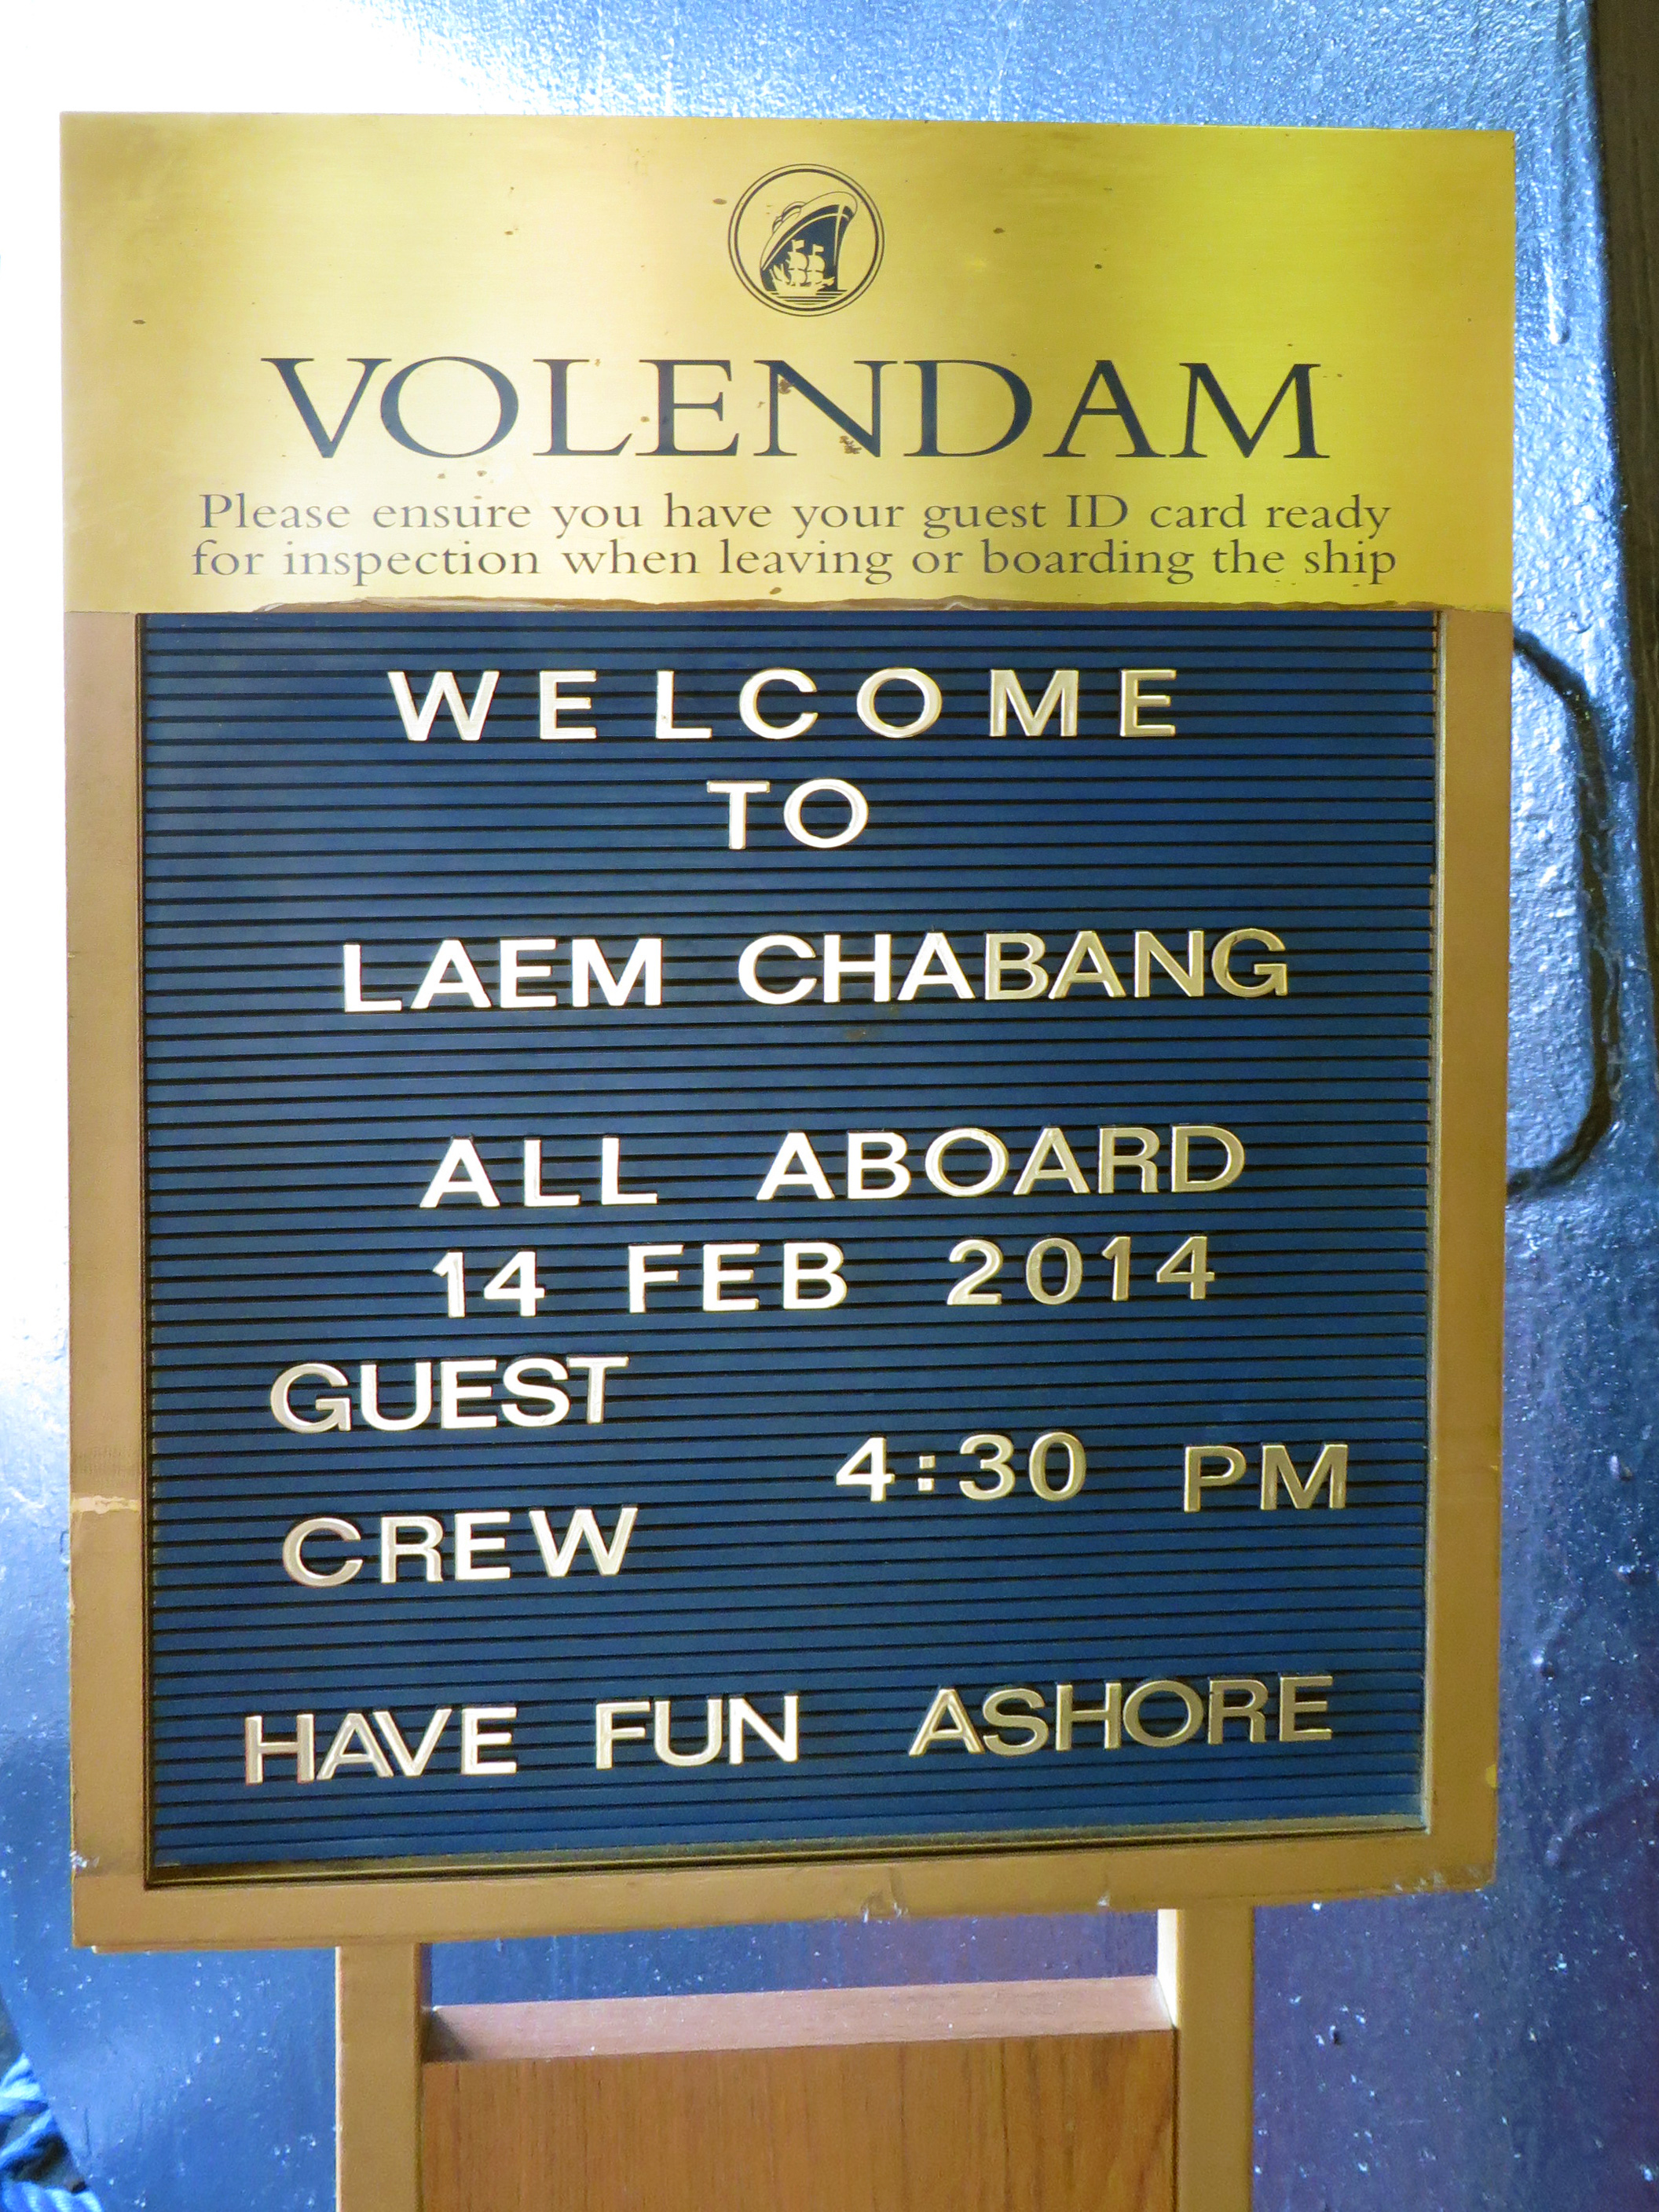 VOLENDAM
Please ensure you have your guest ID card ready
for inspection when leaving or boarding the ship
WELCOME
TO
LAEM CHABANG
ALL ABOARD
14 FEB 2014
GUEST
4:30 PM
CREW
HAVE FUN ASHORE